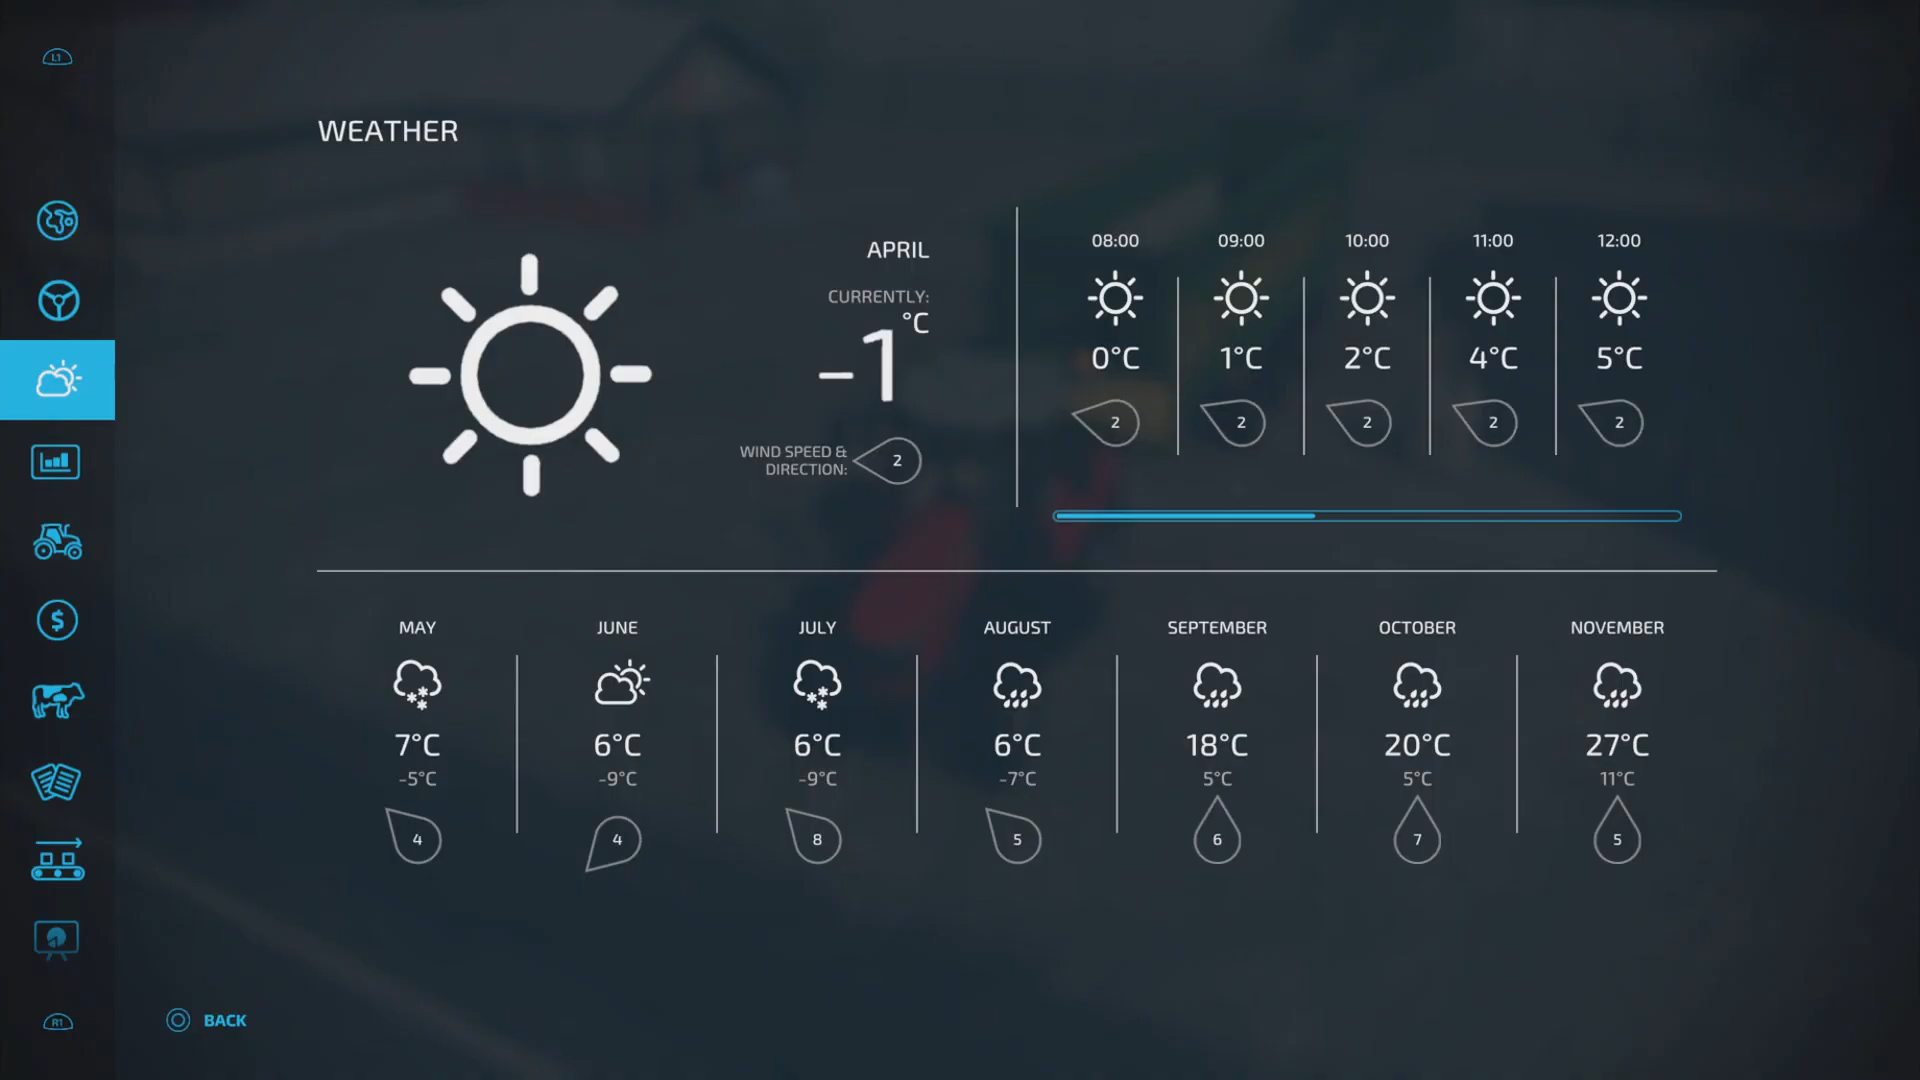 L1
WEATHER
APRIL
CURRENTLY:
-1 °C
WIND SPEED &
DIRECTION:
2
08:00 09:00 10:00 11:00 12:00
0°C 1°C 2°C 4°C 5°C
2 2 2 2 2
MAY JUNE JULY AUGUST SEPTEMBER OCTOBER NOVEMBER
7°C 6°C 6°C 6°C 18°C 20°C 27°C
-5°C -9°C -9°C -7°C 5°C 5°C 11°C
4 4 8 5 6 7 5
R1
BACK